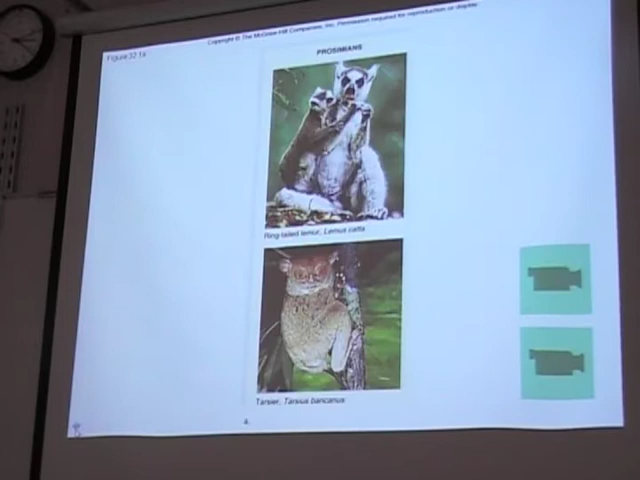 Copyright © The McGraw-Hill Companies, Inc. Permission required for reproduction or display.
Figure 32.14
PROSIMIANS
Ring-tailed lemur, Lemur catta
Tarsier, Tarsius bancanus